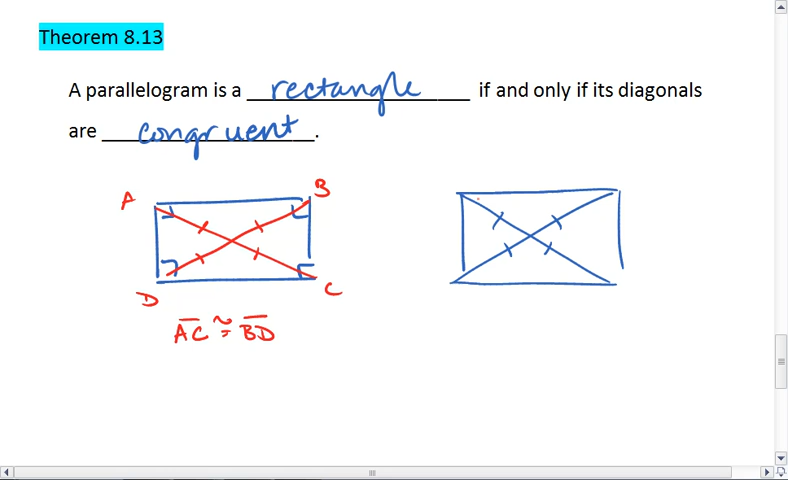 Theorem 8.13
A parallelogram is a rectangle if and only if its diagonals
are congruent.
A B
D C
AC ≅ BD